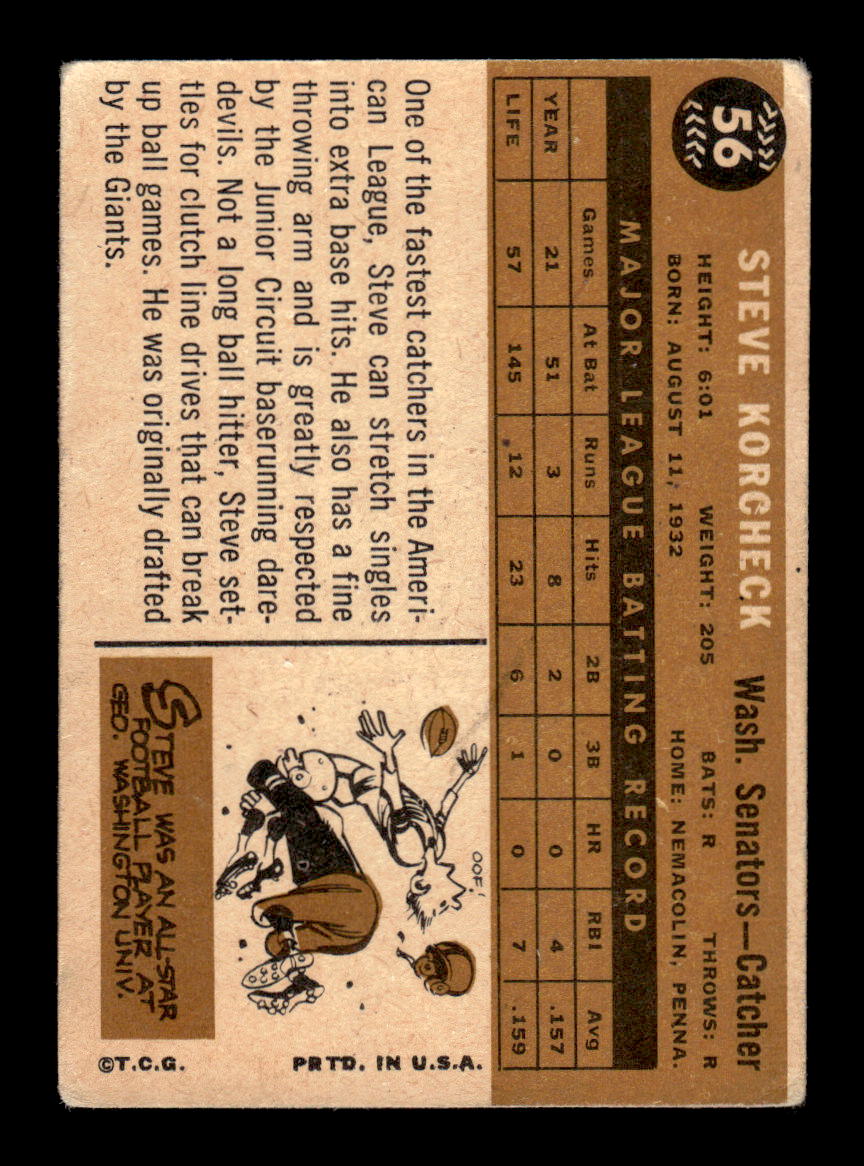 56
STEVE KORCHECK Wash. Senators—Catcher
HEIGHT: 6:01 WEIGHT: 205 BATS: R THROWS: R
BORN: AUGUST 11, 1932 HOME: NEMACOLIN, PENNA.
MAJOR LEAGUE BATTING RECORD
Games At Bat Runs Hits 2B 3B HR RBI Avg
YEAR 21 51 3 8 2 0 0 4 .157
LIFE 57 145 12 23 6 1 0 7 .159
One of the fastest catchers in the Ameri-
can League, Steve can stretch singles
into extra base hits. He also has a fine
throwing arm and is greatly respected
by the Junior Circuit baserunning dare-
devils. Not a long ball hitter, Steve set-
tles for clutch line drives that can break
up ball games. He was originally drafted
by the Giants.
OOF!
STEVE WAS AN ALL-STAR
FOOTBALL PLAYER AT
GEO. WASHINGTON UNIV.
©T.C.G. PRTD. IN U.S.A.